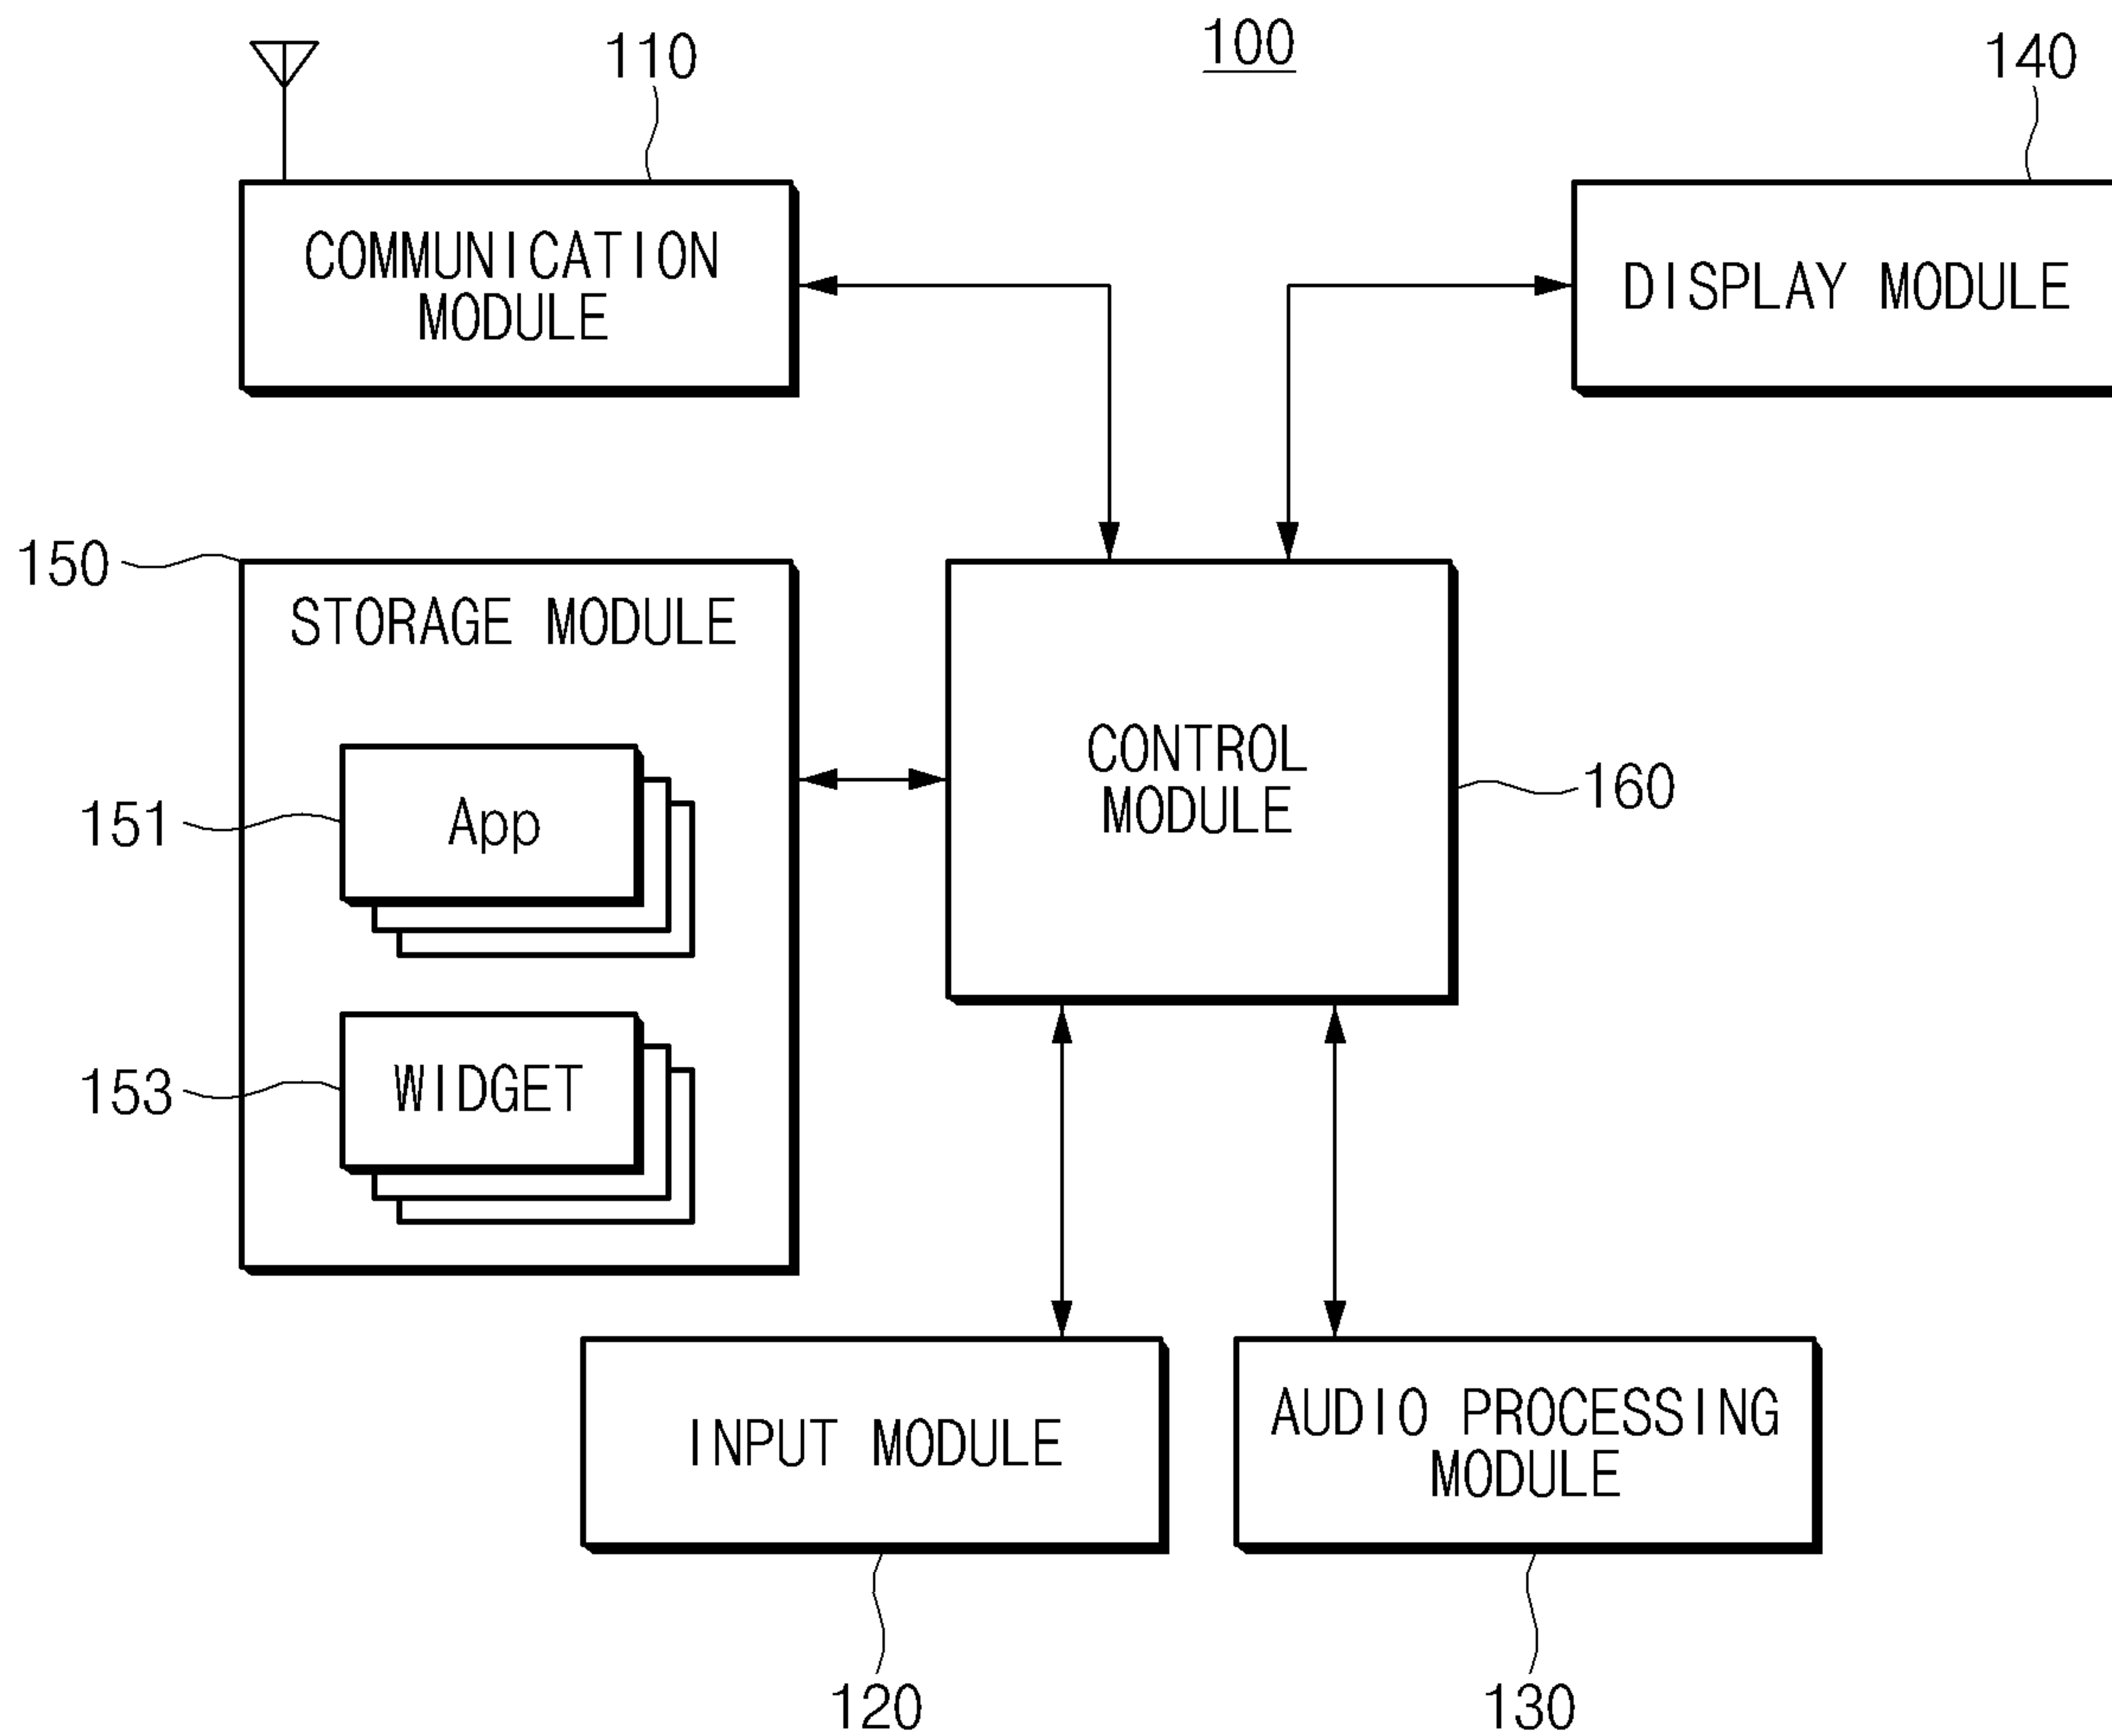 100
110
140
COMMUNICATION
MODULE
DISPLAY MODULE
150
STORAGE MODULE
CONTROL
MODULE
160
151
App
153
WIDGET
INPUT MODULE
AUDIO PROCESSING
MODULE
120
130